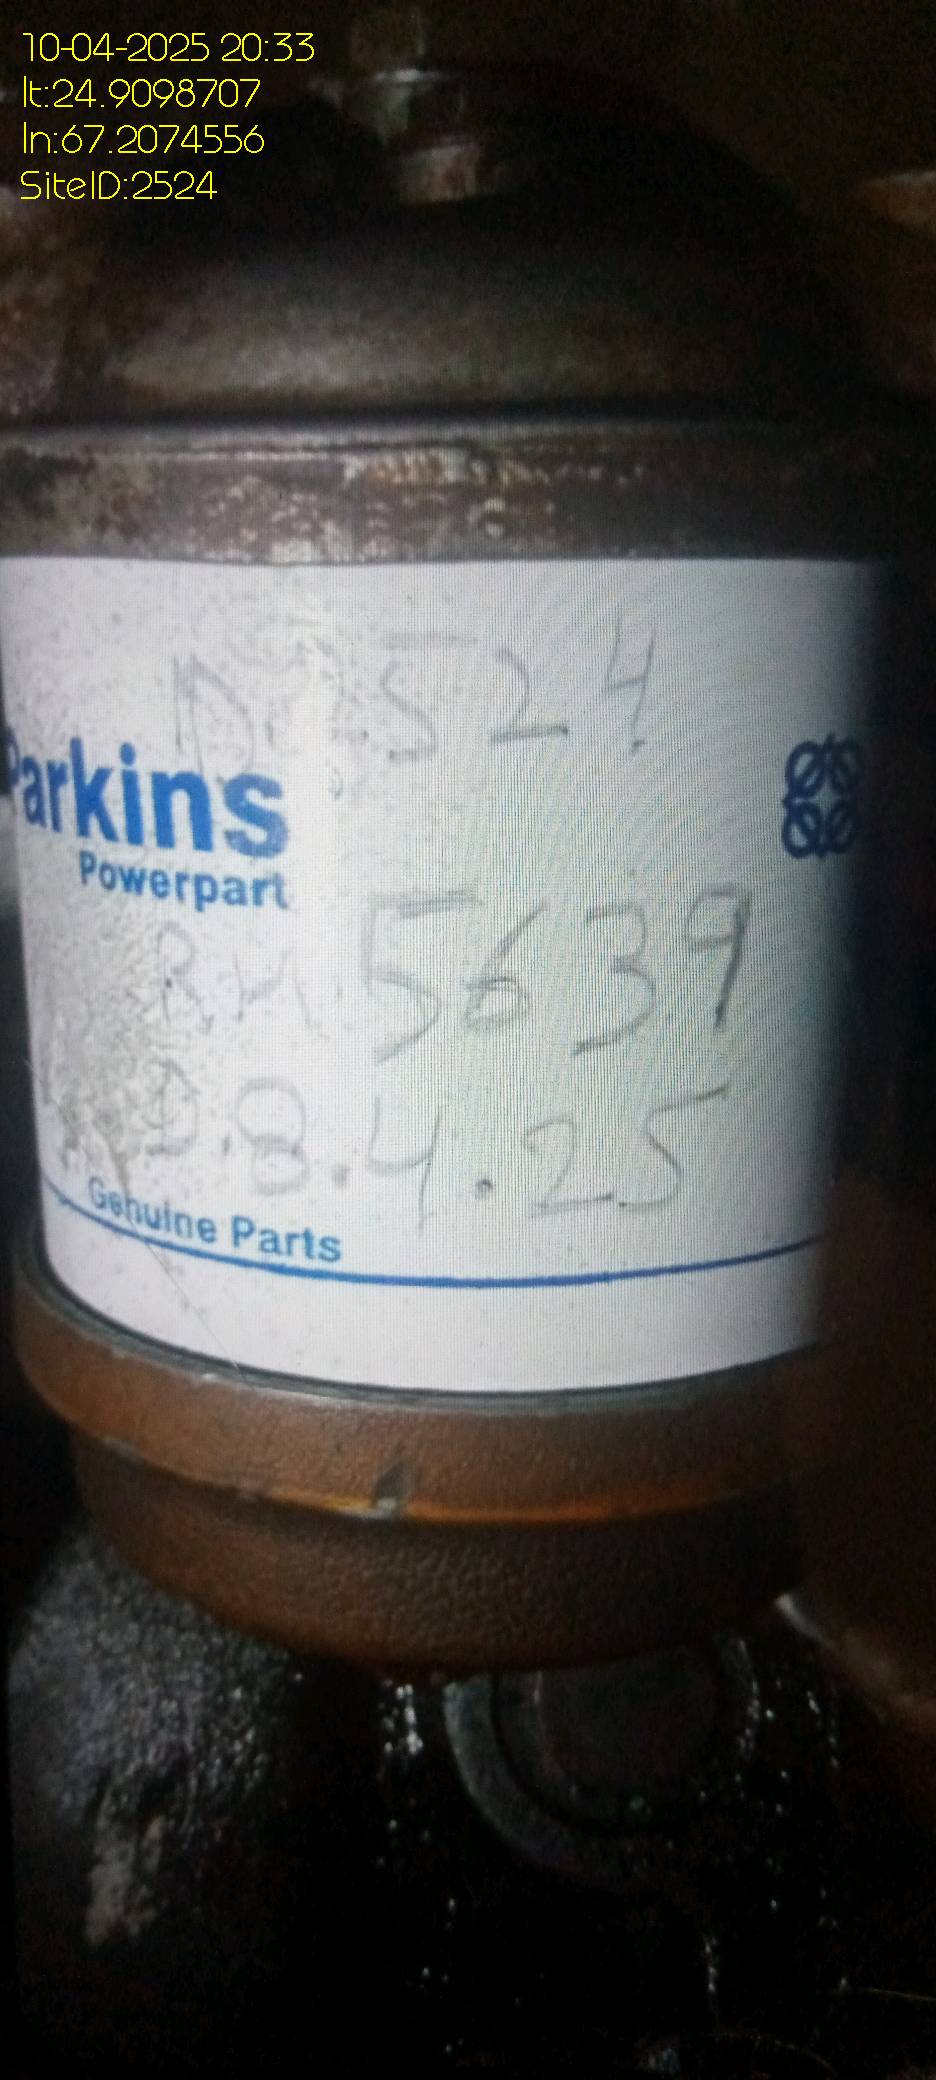 10-04-2025 20:33
lt:24.9098707
ln:67.2074556
SiteID:2524
524
Parkins
Powerpart
R.H. 5639
D.8.4.25
Genuine Parts